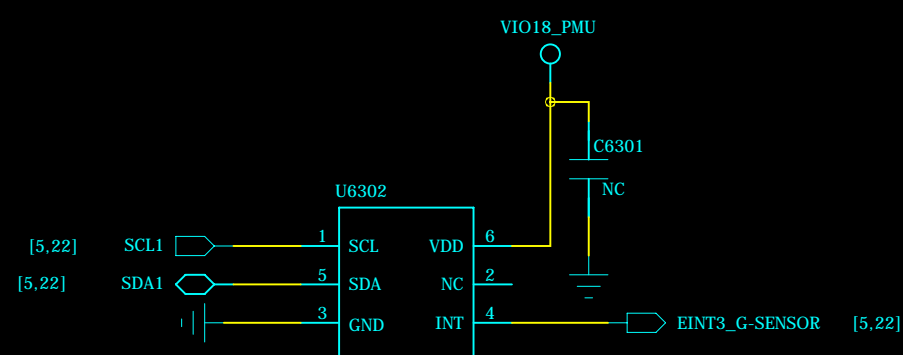 VIO18_PMU
C6301
NC
U6302
[5,22] SCL1 1 SCL VDD 6
[5,22] SDA1 5 SDA NC 2
3 GND INT 4 EINT3_G-SENSOR [5,22]